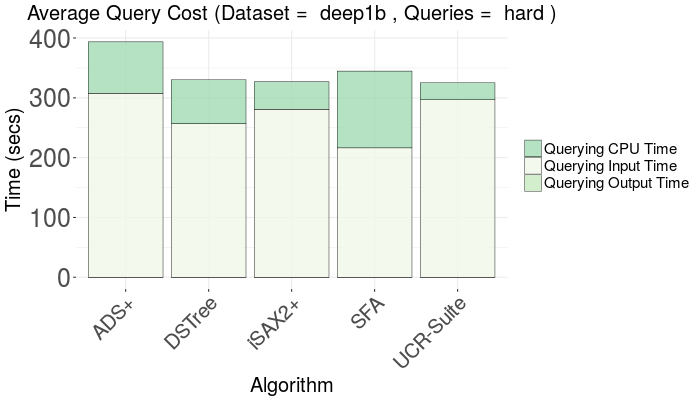 Average Query Cost (Dataset =  deep1b , Queries =  hard )
Time (secs)
400
300
200
100
0
ADS+
DSTree
iSAX2+
SFA
UCR-Suite
Algorithm
Querying CPU Time
Querying Input Time
Querying Output Time